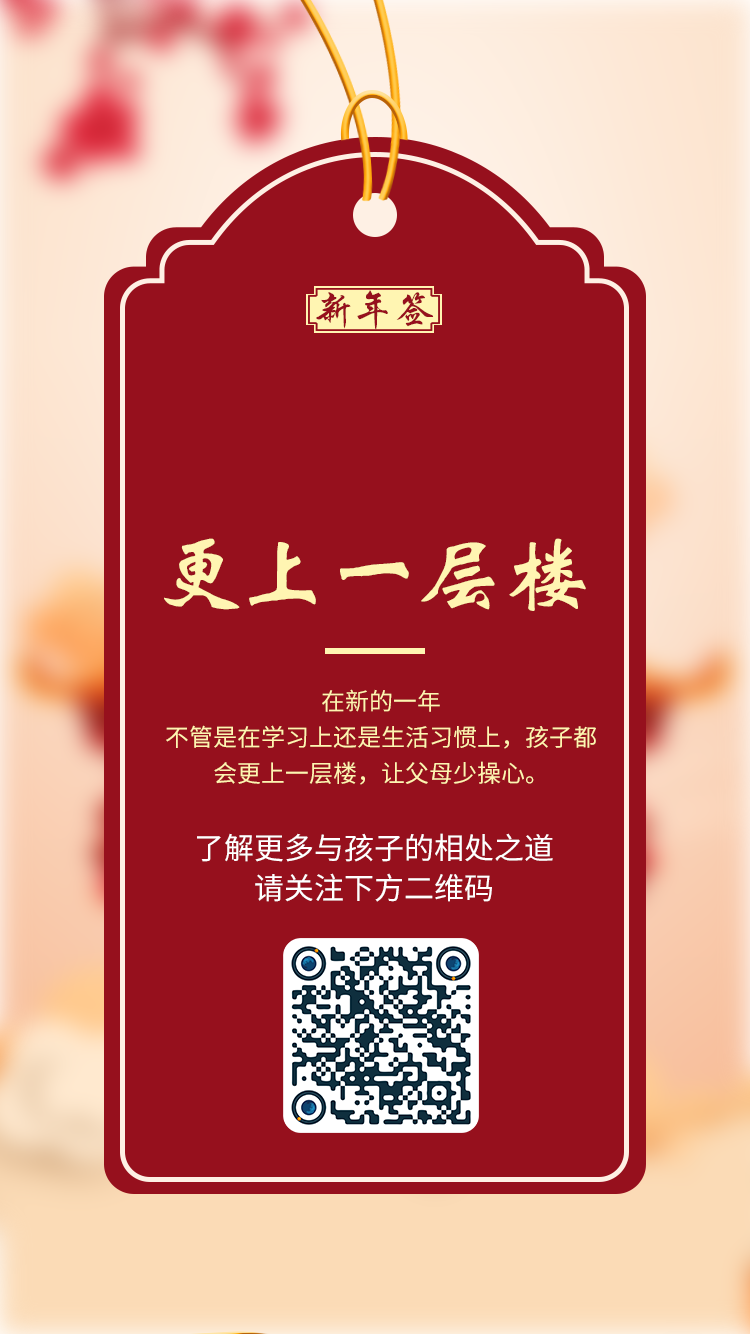 新年签
更上一层楼
在新的一年
不管是在学习上还是生活习惯上，孩子都
会更上一层楼，让父母少操心。
了解更多与孩子的相处之道
请关注下方二维码